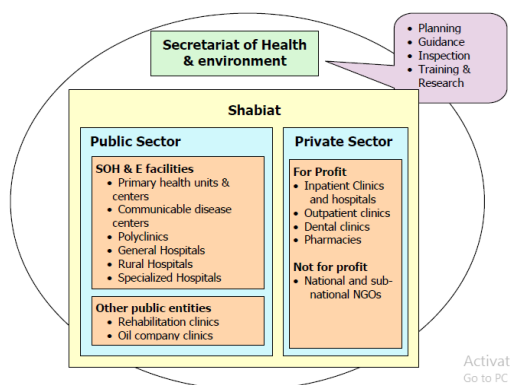 Secretariat of Health
& environment
• Planning
• Guidance
• Inspection
• Training &
Research
Shabiat
Public Sector
SOH & E facilities
• Primary health units &
centers
• Communicable disease
centers
• Polyclinics
• General Hospitals
• Rural Hospitals
• Specialized Hospitals
Other public entities
• Rehabilitation clinics
• Oil company clinics
Private Sector
For Profit
• Inpatient Clinics
and hospitals
• Outpatient clinics
• Dental clinics
• Pharmacies
Not for profit
• National and sub-
national NGOs
Activat
Go to PC